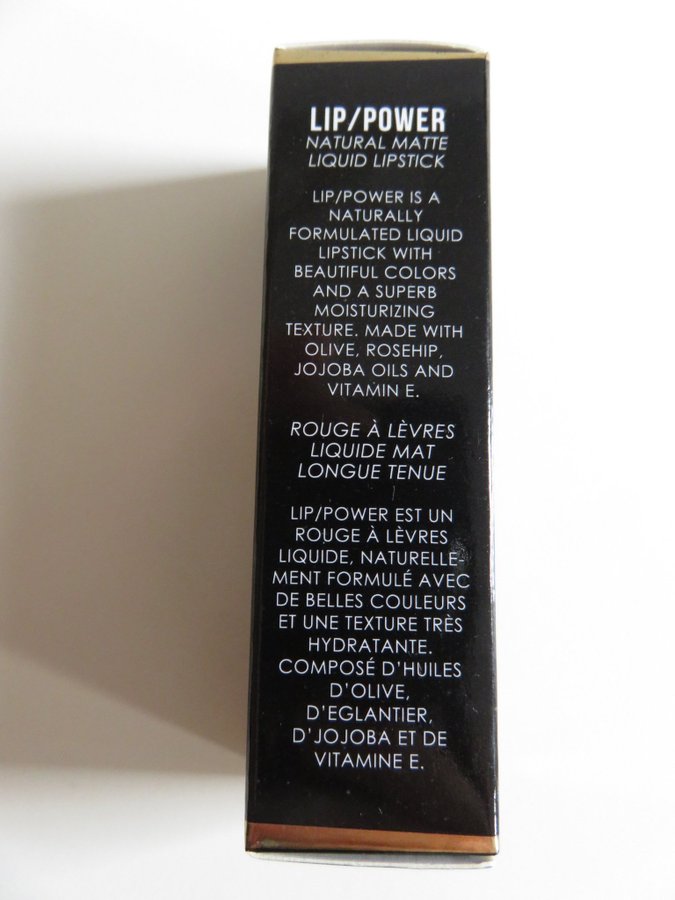 LIP/POWER
NATURAL MATTE
LIQUID LIPSTICK
LIP/POWER IS A
NATURALLY
FORMULATED LIQUID
LIPSTICK WITH
BEAUTIFUL COLORS
AND A SUPERB
MOISTURIZING
TEXTURE. MADE WITH
OLIVE, ROSEHIP,
JOJOBA OILS AND
VITAMIN E.
ROUGE À LÈVRES
LIQUIDE MAT
LONGUE TENUE
LIP/POWER EST UN
ROUGE À LÈVRES
LIQUIDE, NATURELLE-
MENT FORMULÉ AVEC
DE BELLES COULEURS
ET UNE TEXTURE TRÈS
HYDRATANTE.
COMPOSÉ D'HUILES
D'OLIVE,
D'EGLANTIER,
D'JOJOBA ET DE
VITAMINE E.